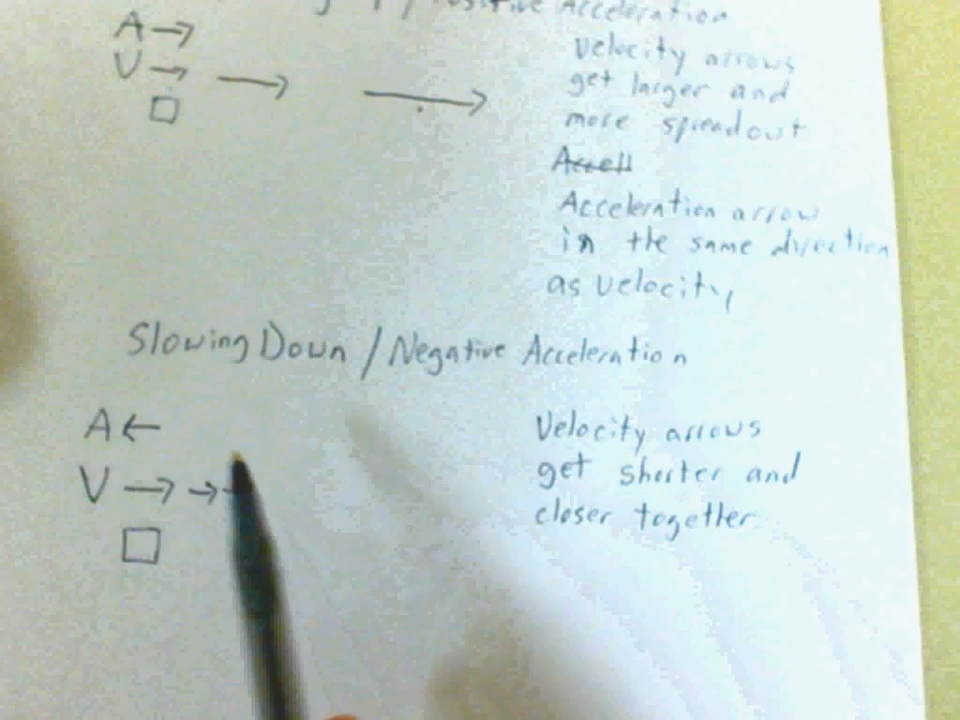 / Positive Acceleration
A →
V → → →
Velocity arrows
get larger and
more spreadout
Accell
Acceleration arrow
in the same direction
as velocity
Slowing Down / Negative Acceleration
A ←
V → → -
Velocity arrows
get shorter and
closer together